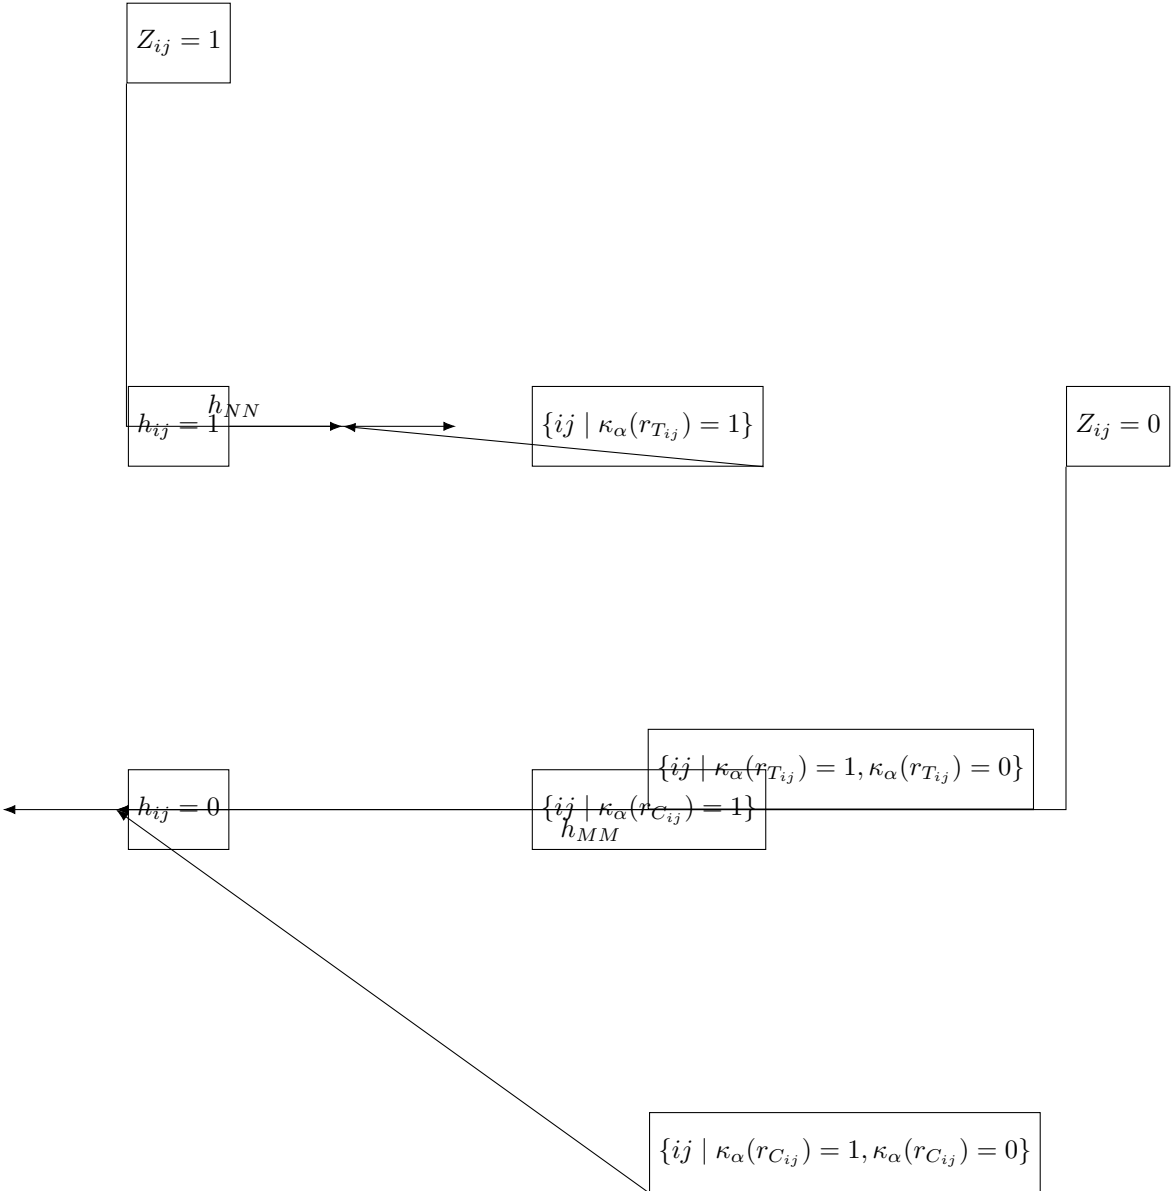 $Z_{ij} = 1$
$h_{NN}$
$h_{ij} = 1$
$\{ij \mid \kappa_\alpha(r_{T_{ij}}) = 1\}$
$Z_{ij} = 0$
$\{ij \mid \kappa_\alpha(r_{T_{ij}}) = 1, \kappa_\alpha(r_{T_{ij}}) = 0\}$
$h_{ij} = 0$
$\{ij \mid \kappa_\alpha(r_{C_{ij}}) = 1\}$
$h_{MM}$
$\{ij \mid \kappa_\alpha(r_{C_{ij}}) = 1, \kappa_\alpha(r_{C_{ij}}) = 0\}$